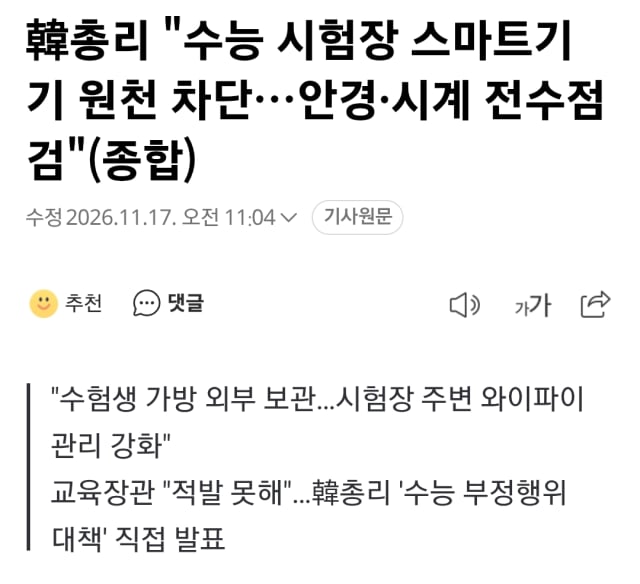 韓총리 "수능 시험장 스마트기
기 원천 차단…안경·시계 전수점
검"(종합)
수정 2026.11.17. 오전 11:04 기사원문
추천 댓글 가가
"수험생 가방 외부 보관…시험장 주변 와이파이
관리 강화"
교육장관 "적발 못해"…韓총리 '수능 부정행위
대책' 직접 발표